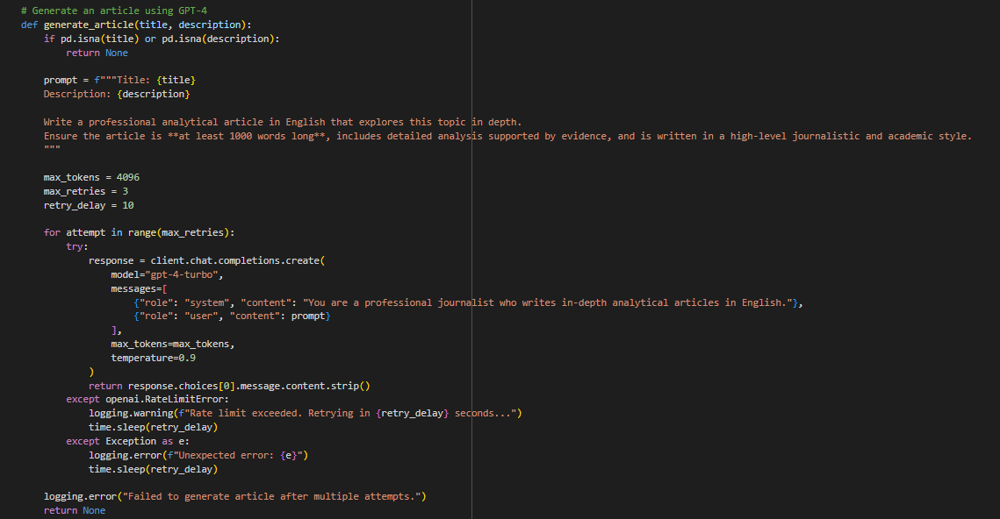 # Generate an article using GPT-4
def generate_article(title, description):
    if pd.isna(title) or pd.isna(description):
        return None

    prompt = f"""Title: {title}
    Description: {description}

    Write a professional analytical article in English that explores this topic in depth.
    Ensure the article is **at least 1000 words long**, includes detailed analysis supported by evidence, and is written in a high-level journalistic and academic style.
    """

    max_tokens = 4096
    max_retries = 3
    retry_delay = 10

    for attempt in range(max_retries):
        try:
            response = client.chat.completions.create(
                model="gpt-4-turbo",
                messages=[
                    {"role": "system", "content": "You are a professional journalist who writes in-depth analytical articles in English."},
                    {"role": "user", "content": prompt}
                ],
                max_tokens=max_tokens,
                temperature=0.9
            )
            return response.choices[0].message.content.strip()
        except openai.RateLimitError:
            logging.warning(f"Rate limit exceeded. Retrying in {retry_delay} seconds...")
            time.sleep(retry_delay)
        except Exception as e:
            logging.error(f"Unexpected error: {e}")
            time.sleep(retry_delay)

    logging.error("Failed to generate article after multiple attempts.")
    return None